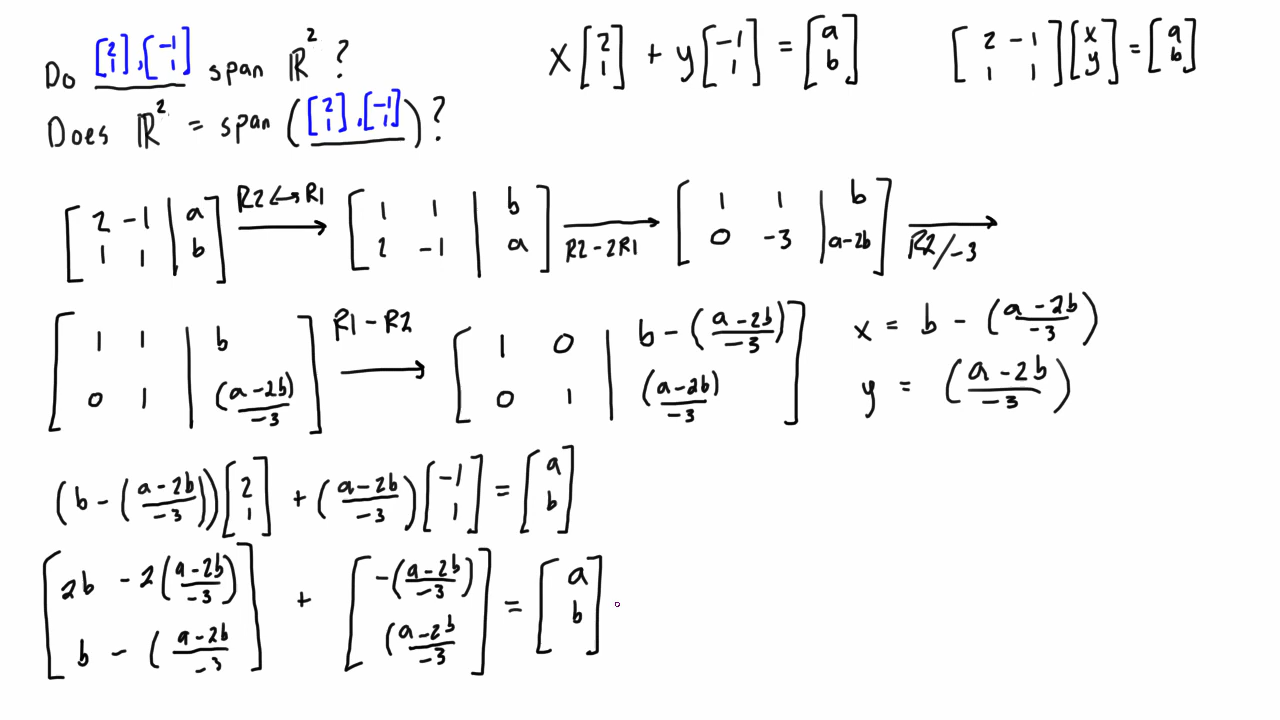 Do [2 1], [-1 1] span ℝ² ?
x [2 1] + y [-1 1] = [a b]
[2 -1 1 1] [x y] = [a b]
Does ℝ² = span ([2 1], [-1 1]) ?
[2 -1 | a
1 1 | b]
R2 ↔ R1 →
[1 1 | b
2 -1 | a]
→ R2 - 2R1
[1 1 | b
0 -3 | a-2b]
→ R2/-3
[1 1 | b
0 1 | (a-2b)/-3]
R1 - R2 →
[1 0 | b - ((a-2b)/-3)
0 1 | (a-2b)/-3]
x = b - ((a-2b)/-3)
y = ((a-2b)/-3)
(b - ((a-2b)/-3)) [2 1] + ((a-2b)/-3) [-1 1] = [a b]
[2b - 2((a-2b)/-3)
b - ((a-2b)/-3]
+
[-((a-2b)/-3)
((a-2b)/-3]
= [a b]